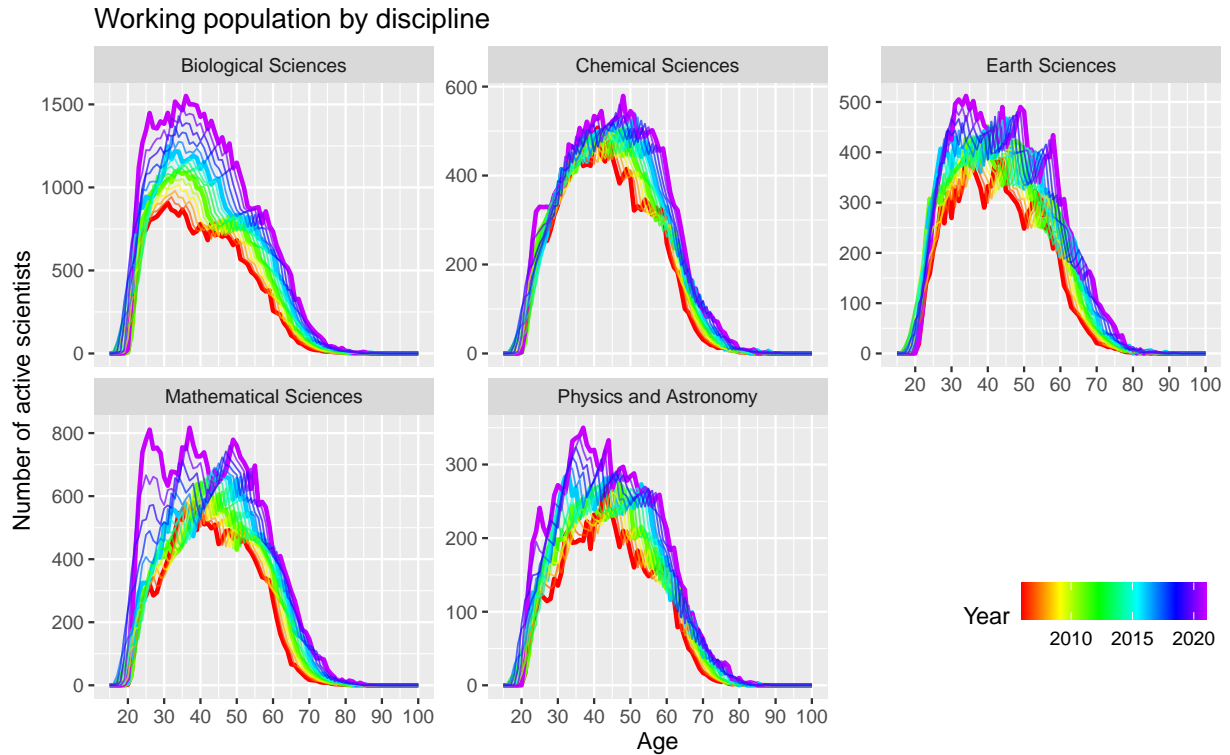 Working population by discipline
Biological Sciences
Chemical Sciences
Earth Sciences
1500
1000
500
0
600
400
200
0
500
400
300
200
100
0
20 30 40 50 60 70 80 90 100
Mathematical Sciences
Physics and Astronomy
800
600
400
200
0
300
200
100
0
20 30 40 50 60 70 80 90 100
20 30 40 50 60 70 80 90 100
Age
Number of active scientists
Year
2010 2015 2020